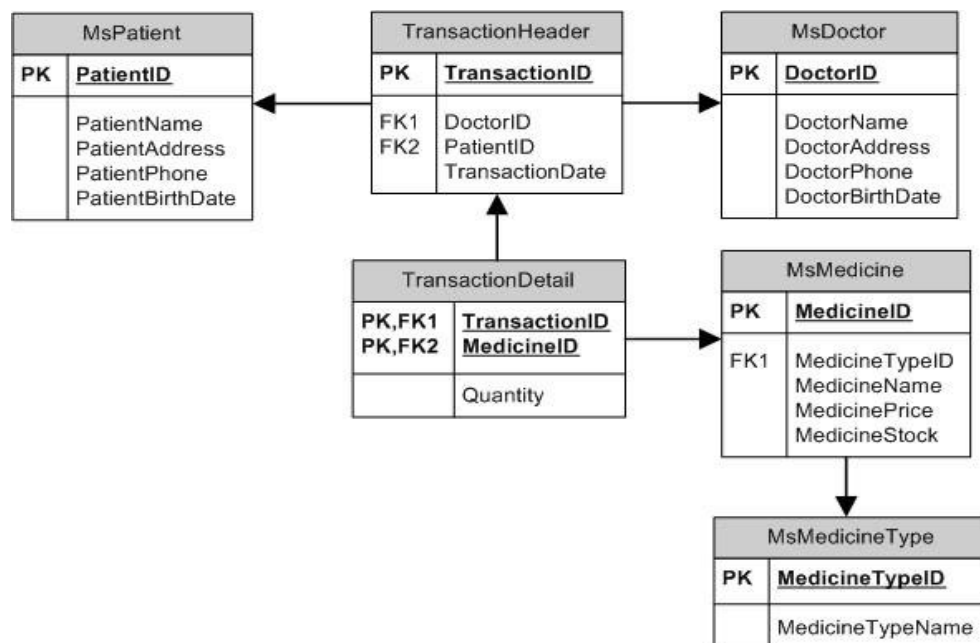 MsPatient
PK PatientID
PatientName
PatientAddress
PatientPhone
PatientBirthDate
TransactionHeader
PK TransactionID
FK1 DoctorID
FK2 PatientID
TransactionDate
MsDoctor
PK DoctorID
DoctorName
DoctorAddress
DoctorPhone
DoctorBirthDate
TransactionDetail
PK,FK1 TransactionID
PK,FK2 MedicineID
Quantity
MsMedicine
PK MedicineID
FK1 MedicineTypeID
MedicineName
MedicinePrice
MedicineStock
MsMedicineType
PK MedicineTypeID
MedicineTypeName